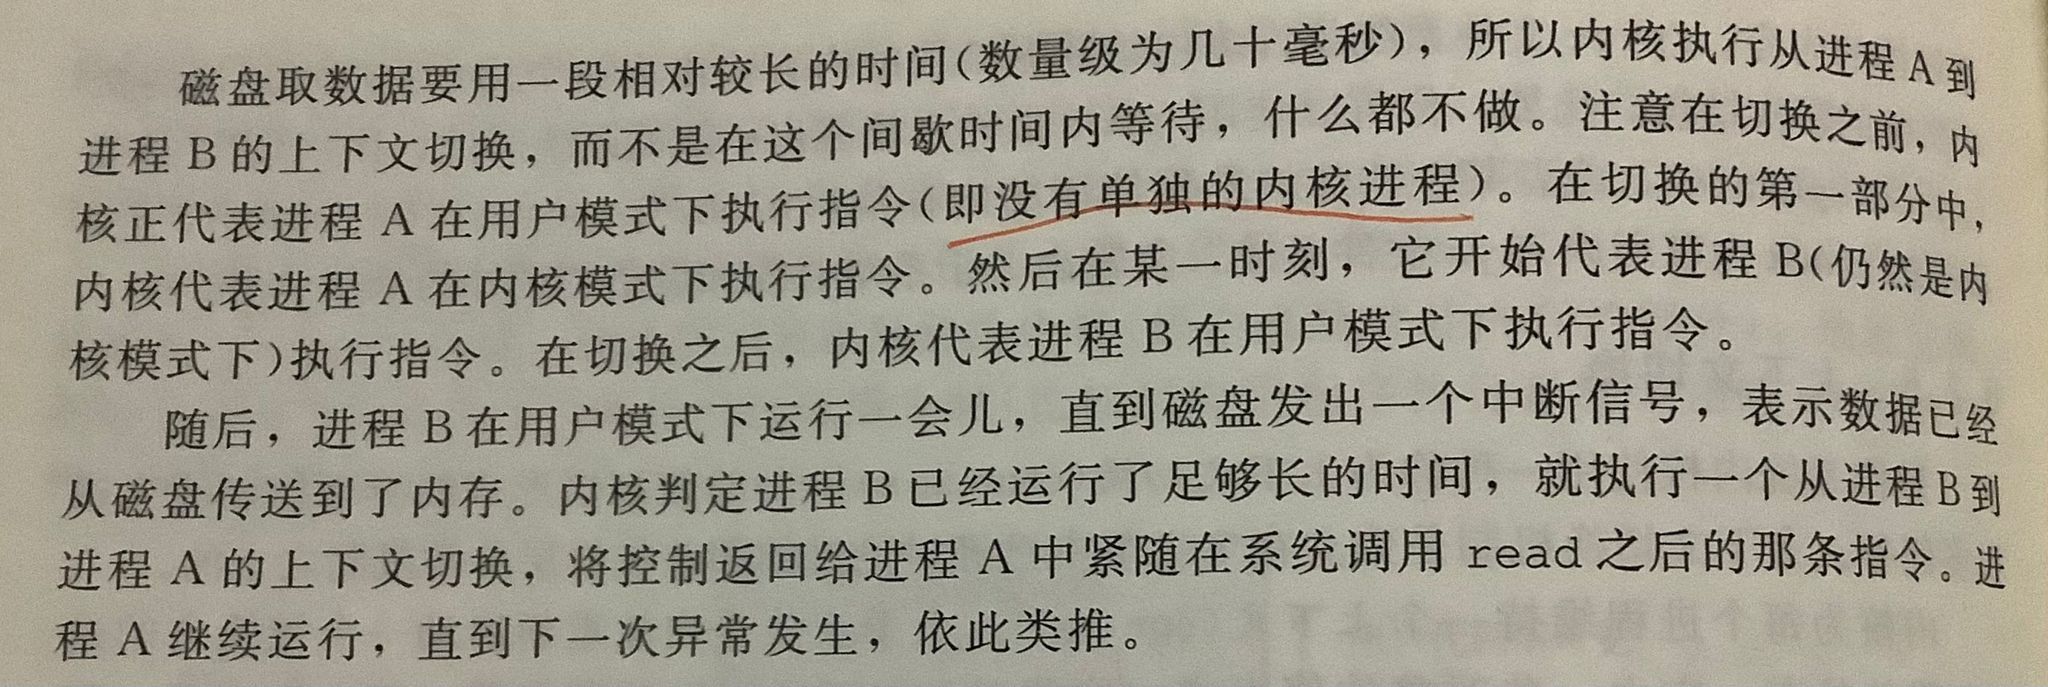 磁盘取数据要用一段相对较长的时间(数量级为几十毫秒)，所以内核执行从进程 A 到
进程 B 的上下文切换，而不是在这个间歇时间内等待，什么都不做。注意在切换之前，内
核正代表进程 A 在用户模式下执行指令(即没有单独的内核进程)。在切换的第一部分中，
内核代表进程 A 在内核模式下执行指令。然后在某一时刻，它开始代表进程 B(仍然是内
核模式下)执行指令。在切换之后，内核代表进程 B 在用户模式下执行指令。
随后，进程 B 在用户模式下运行一会儿，直到磁盘发出一个中断信号，表示数据已经
从磁盘传送到了内存。内核判定进程 B 已经运行了足够长的时间，就执行一个从进程 B 到
进程 A 的上下文切换，将控制返回给进程 A 中紧随在系统调用 read 之后的那条指令。进
程 A 继续运行，直到下一次异常发生，依此类推。